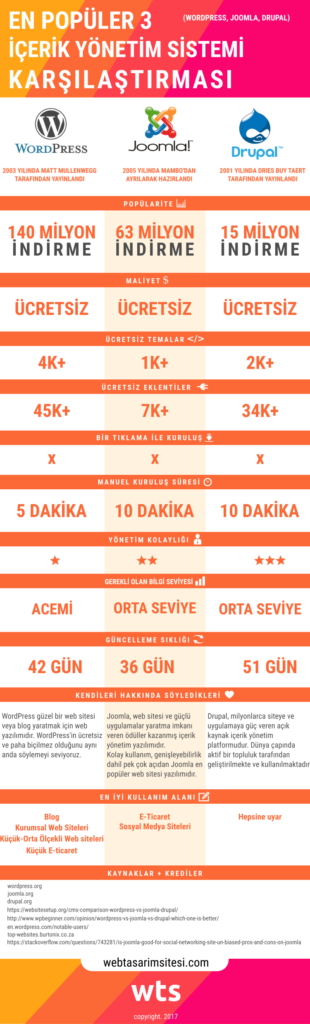 EN POPÜLER 3
(WORDPRESS, JOOMLA, DRUPAL)
İÇERİK YÖNETİM SİSTEMİ
KARŞILAŞTIRMASI
WORDPRESS
Joomla!™
Drupal™
2003 YILINDA MATT MULLENWEGG
TARAFINDAN YAYINLANDI
2005 YILINDA MAMBO'DAN
AYRILARAK HAZIRLANDI
2001 YILINDA DRIES BUY TAERT
TARAFINDAN YAYINLANDI
POPÜLARİTE
140 MİLYON
İNDİRME
63 MİLYON
İNDİRME
15 MİLYON
İNDİRME
MALİYET $
ÜCRETSİZ
ÜCRETSİZ
ÜCRETSİZ
ÜCRETSİZ TEMALAR </>
4K+
1K+
2K+
ÜCRETSİZ EKLENTİLER
45K+
7K+
34K+
BİR TIKLAMA İLE KURULUŞ
X
X
X
MANUEL KURULUŞ SÜRESİ
5 DAKİKA
10 DAKİKA
10 DAKİKA
YÖNETİM KOLAYLIĞI
GEREKLİ OLAN BİLGİ SEVİYESİ
ACEMİ
ORTA SEVİYE
ORTA SEVİYE
GÜNCELLEME SIKLIĞI
42 GÜN
36 GÜN
51 GÜN
KENDİLERİ HAKKINDA SÖYLEDİKLERİ
WordPress güzel bir web sitesi
veya blog yaratmak için web
yazılımıdır. WordPress'in ücretsiz
ve paha biçilmez olduğunu aynı
anda söylemeyi seviyoruz.
Joomla, web sitesi ve güçlü
uygulamalar yaratma imkanı
veren ödüller kazanmış içerik
yönetim yazılımıdır.
Kolay kullanım, genişleyebilirlik
dahil pek çok açıdan Joomla en
popüler web sitesi yazılımıdır.
Drupal, milyonlarca siteye ve
uygulamaya güç veren açık
kaynak içerik yönetim
platformudur. Dünya çapında
aktif bir topluluk tarafından
geliştirilmekte ve kullanılmaktadır
EN İYİ KULLANIM ALANI
Blog
Kurumsal Web Siteleri
Küçük-Orta Ölçekli Web siteleri
Küçük E-ticaret
E-Ticaret
Sosyal Medya Siteleri
Hepsine uyar
KAYNAKLAR + KREDİLER
wordpress.org
joomla.org
drupal.org
https://websitesetup.org/cms-comparison-wordpress-vs-joomla-drupal/
http://www.wpbeginner.com/opinion/wordpress-vs-joomla-vs-drupal-which-one-is-better/
en.wordpress.com/notable-users/
top-websites.burtonix.co.za
https://stackoverflow.com/questions/743281/is-joomla-good-for-social-networking-site-un-biased-pros-and-cons-on-joomla
webtasarimsitesi.com
wts
copyright. 2017